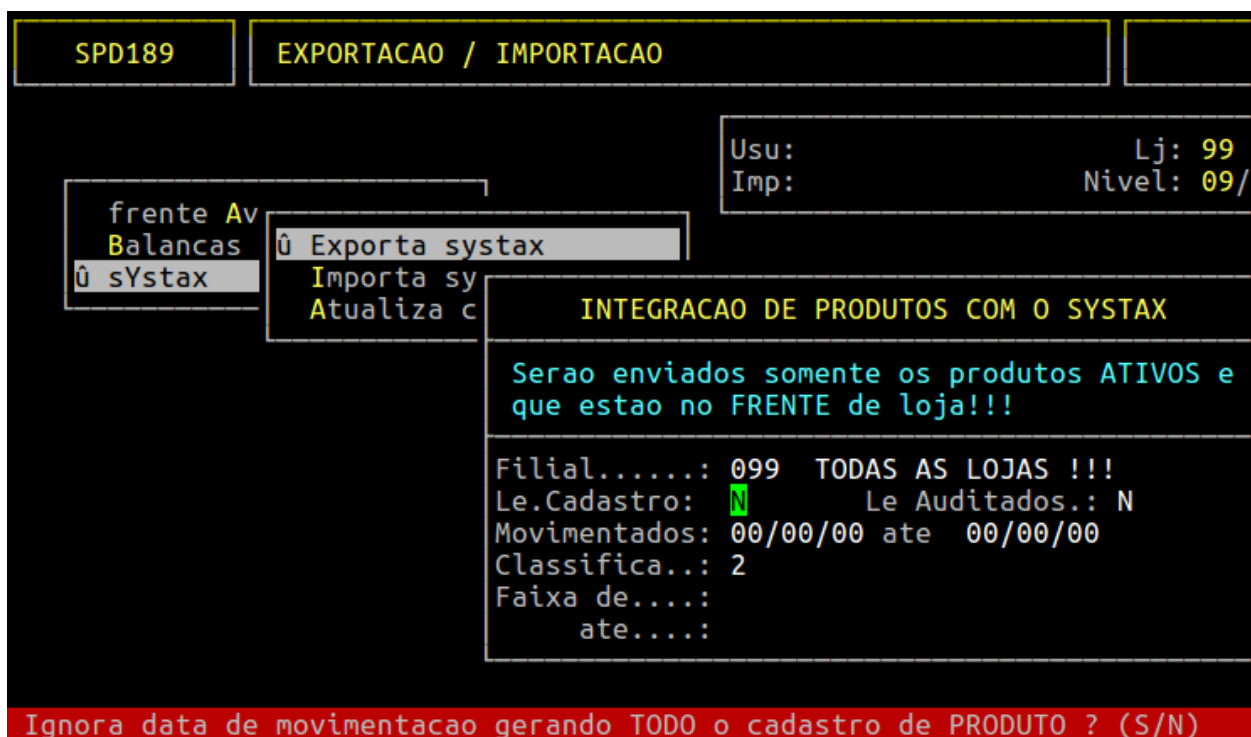 SPD189 EXPORTACAO / IMPORTACAO
Usu: Lj: 99
Imp: Nivel: 09/
frente Av
Balancas û Exporta systax
û sYstax Importa sy
Atualiza c INTEGRACAO DE PRODUTOS COM O SYSTAX
Serao enviados somente os produtos ATIVOS e
que estao no FRENTE de loja!!!
Filial......: 099 TODAS AS LOJAS !!!
Le.Cadastro: N Le Auditados.: N
Movimentados: 00/00/00 ate 00/00/00
Classifica..: 2
Faixa de....:
ate....:
Ignora data de movimentacao gerando TODO o cadastro de PRODUTO ? (S/N)